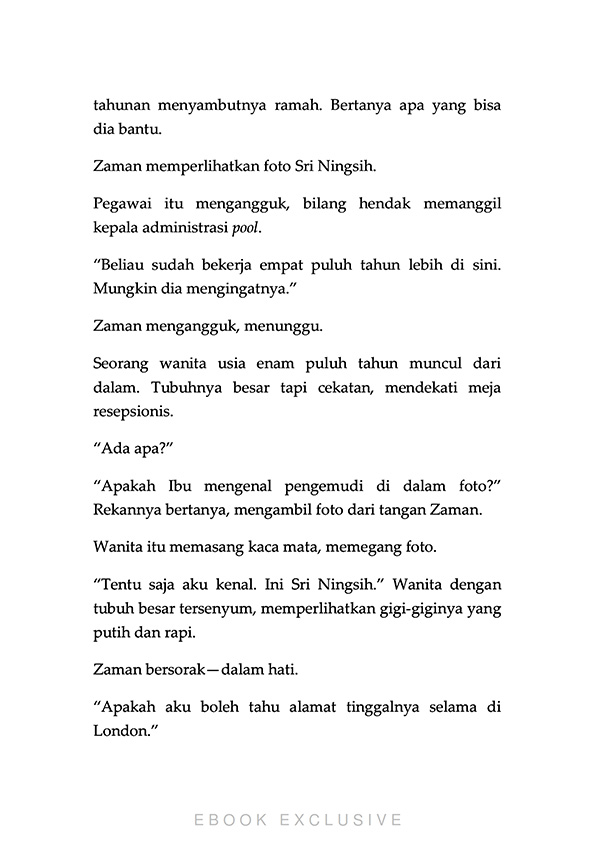 tahunan menyambutnya ramah. Bertanya apa yang bisa
dia bantu.
Zaman memperlihatkan foto Sri Ningsih.
Pegawai itu mengangguk, bilang hendak memanggil
kepala administrasi pool.
“Beliau sudah bekerja empat puluh tahun lebih di sini.
Mungkin dia mengingatnya.”
Zaman mengangguk, menunggu.
Seorang wanita usia enam puluh tahun muncul dari
dalam. Tubuhnya besar tapi cekatan, mendekati meja
resepsionis.
“Ada apa?”
“Apakah Ibu mengenal pengemudi di dalam foto?”
Rekannya bertanya, mengambil foto dari tangan Zaman.
Wanita itu memasang kaca mata, memegang foto.
“Tentu saja aku kenal. Ini Sri Ningsih.” Wanita dengan
tubuh besar tersenyum, memperlihatkan gigi-giginya yang
putih dan rapi.
Zaman bersorak—dalam hati.
“Apakah aku boleh tahu alamat tinggalnya selama di
London.”
EBOOK EXCLUSIVE